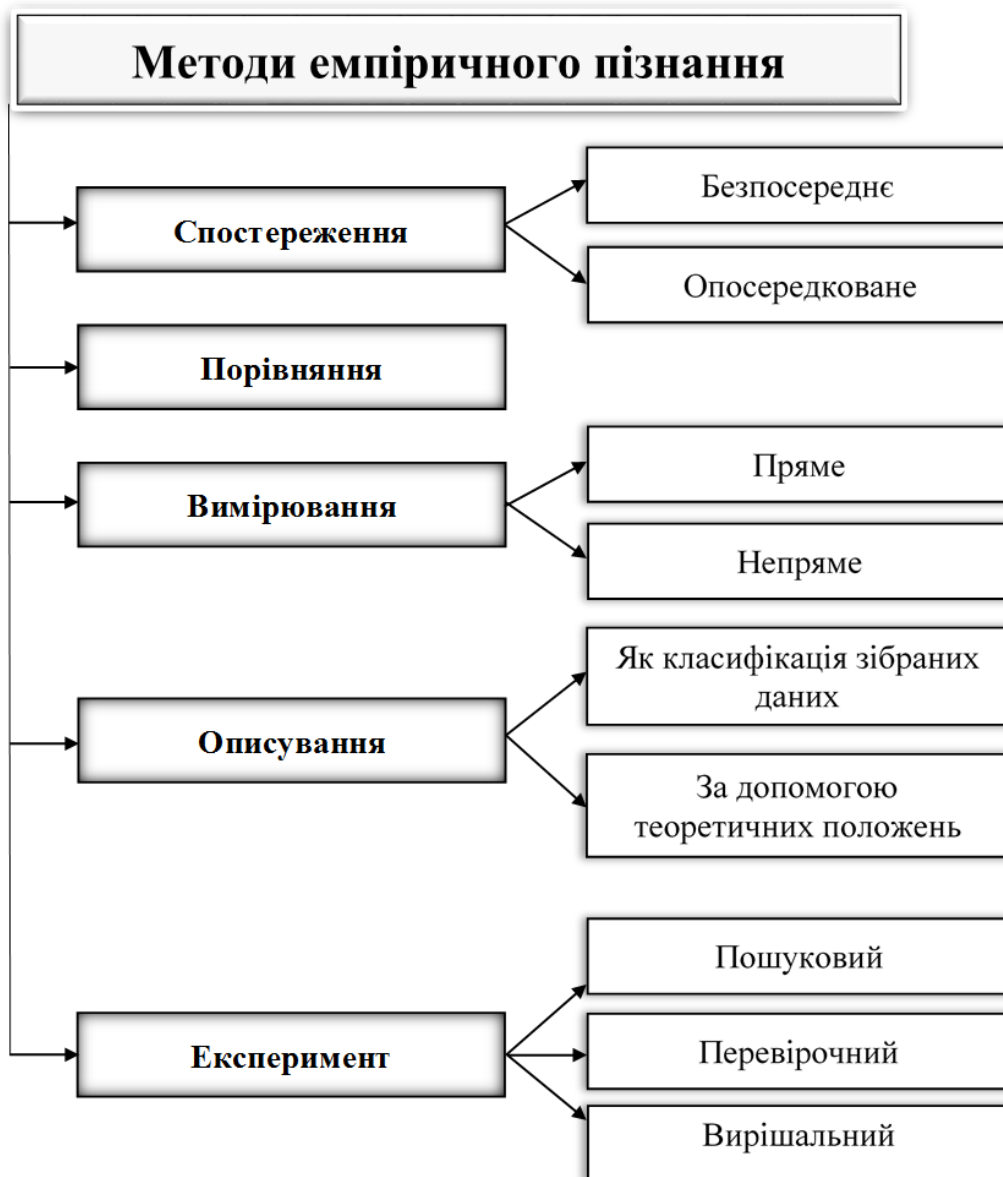 Методи емпіричного пізнання
Спостереження
Безпосереднє
Опосередковане
Порівняння
Вимірювання
Пряме
Непряме
Описування
Як класифікація зібраних
даних
За допомогою
теоретичних положень
Експеримент
Пошуковий
Перевірочний
Вирішальний